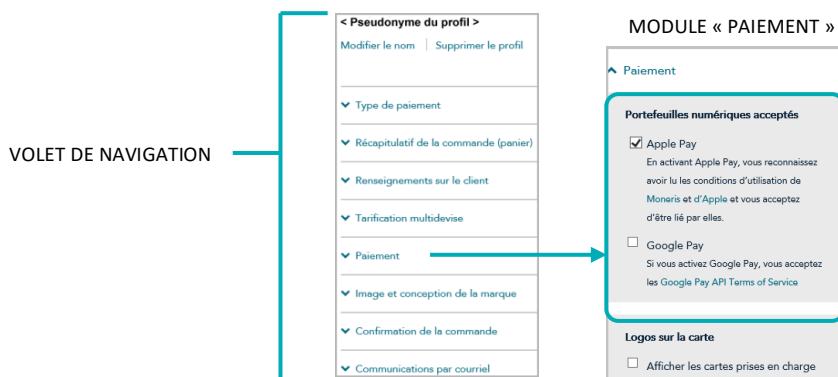 VOLET DE NAVIGATION
< Pseudonyme du profil >
Modifier le nom | Supprimer le profil
Type de paiement
Récapitulatif de la commande (panier)
Renseignements sur le client
Tarification multidevise
Paiement
Image et conception de la marque
Confirmation de la commande
Communications par courriel
MODULE « PAIEMENT »
Paiement
Portefeuilles numériques acceptés
Apple Pay
En activant Apple Pay, vous reconnaissez
avoir lu les conditions d'utilisation de
Moneris et d'Apple et vous acceptez
d'être lié par elles.
Google Pay
Si vous activez Google Pay, vous acceptez
les Google Pay API Terms of Service
Logos sur la carte
Afficher les cartes prises en charge